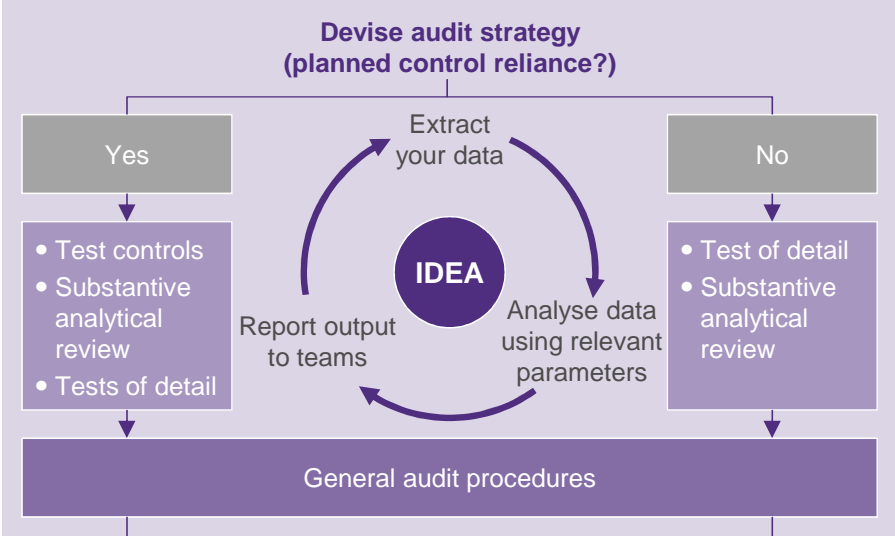 Devise audit strategy
(planned control reliance?)
Yes
Extract
your data
No
• Test controls
• Substantive
analytical
review
• Tests of detail
IDEA
Report output
to teams
Analyse data
using relevant
parameters
• Test of detail
• Substantive
analytical
review
General audit procedures